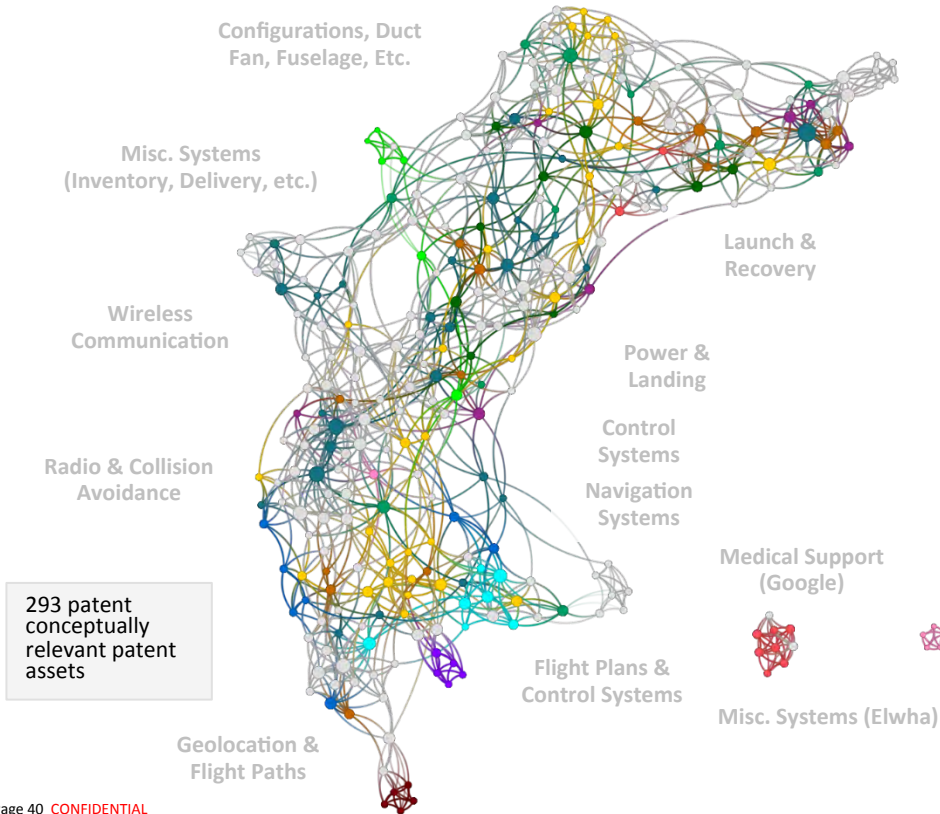 Configurations, Duct
Fan, Fuselage, Etc.
Misc. Systems
(Inventory, Delivery, etc.)
Launch &
Recovery
Wireless
Communication
Power &
Landing
Control
Systems
Radio & Collision
Avoidance
Navigation
Systems
Medical Support
(Google)
293 patent
conceptually
relevant patent
assets
Flight Plans &
Control Systems
Misc. Systems (Elwha)
Geolocation &
Flight Paths
age 40 CONFIDENTIAL